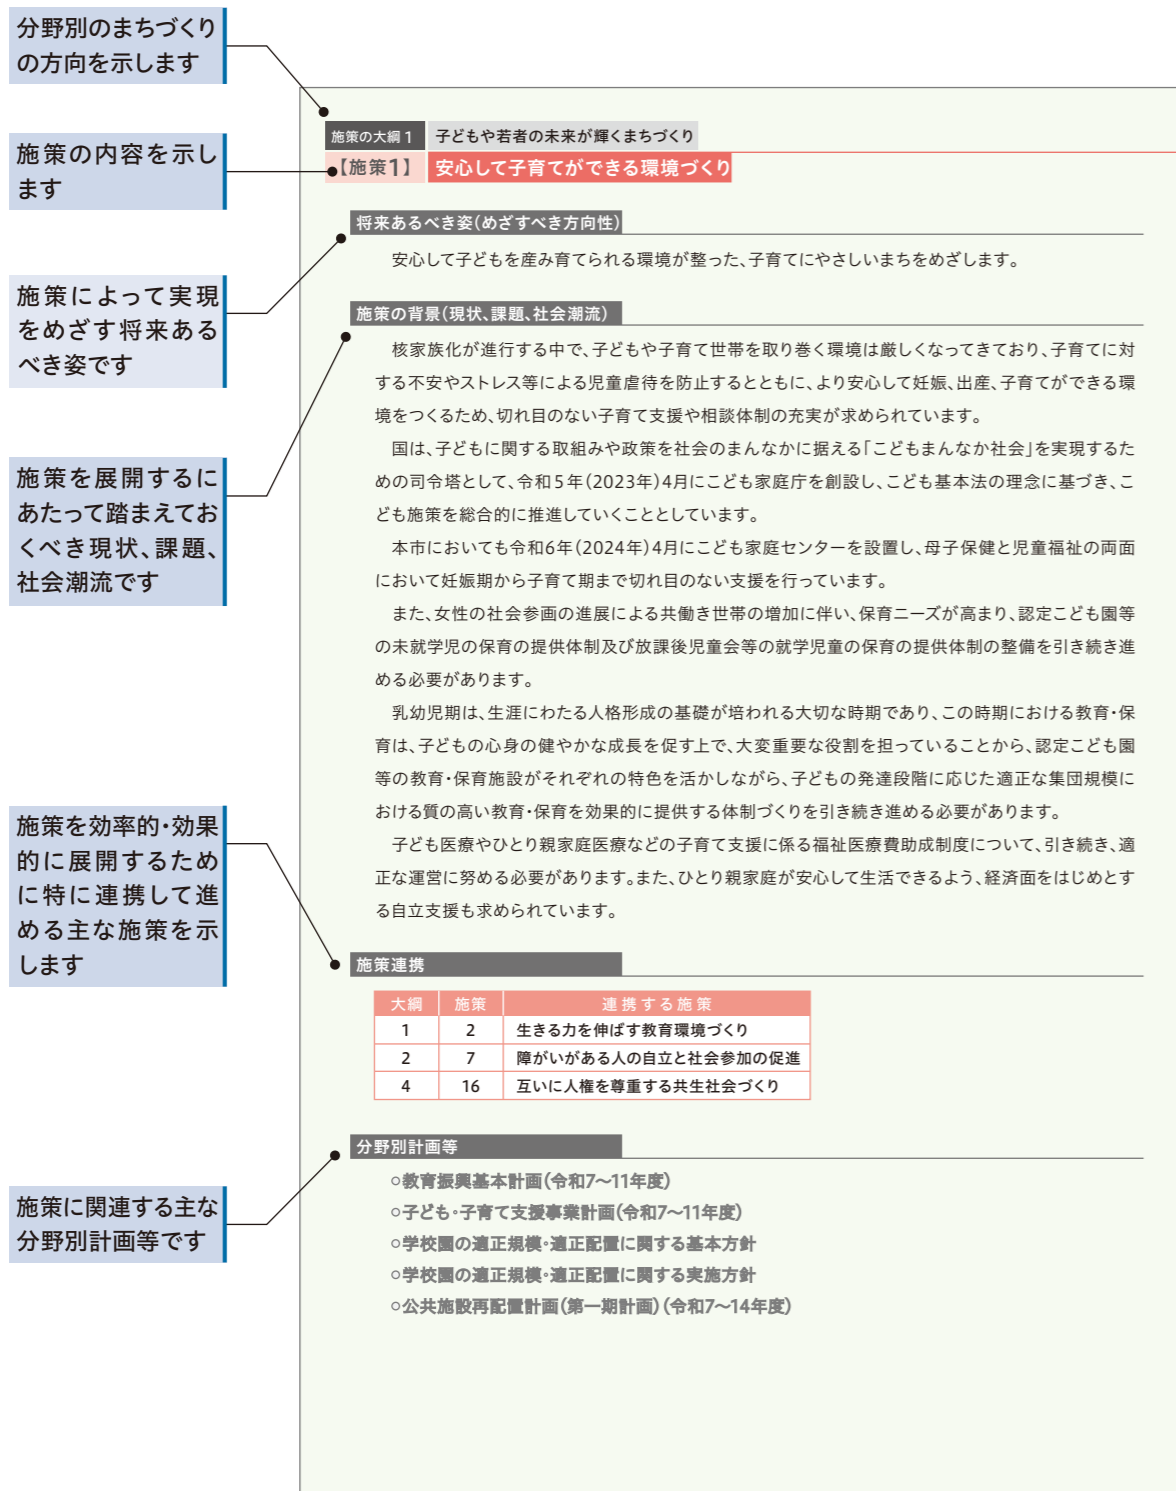 分野別のまちづくり
の方向を示します
施策の内容を示し
ます
施策によって実現
をめざす将来ある
べき姿です
施策を展開するに
あたって踏まえてお
くべき現状、課題、
社会潮流です
施策を効率的・効果
的に展開するため
に特に連携して進
める主な施策を示
します
施策に関連する主な
分野別計画等です
施策の大綱 1 子どもや若者の未来が輝くまちづくり
【施策1】 安心して子育てができる環境づくり
将来あるべき姿(めざすべき方向性)
安心して子どもを産み育てられる環境が整った、子育てにやさしいまちをめざします。
施策の背景(現状、課題、社会潮流)
核家族化が進行する中で、子どもや子育て世帯を取り巻く環境は厳しくなってきており、子育てに対
する不安やストレス等による児童虐待を防止するとともに、より安心して妊娠、出産、子育てができる環
境をつくるため、切れ目のない子育て支援や相談体制の充実が求められています。
国は、子どもに関する取組みや政策を社会のまんなかに据える「こどもまんなか社会」を実現するた
めの司令塔として、令和5年(2023年)4月にこども家庭庁を創設し、こども基本法の理念に基づき、こ
ども施策を総合的に推進していくこととしています。
本市においても令和6年(2024年)4月にこども家庭センターを設置し、母子保健と児童福祉の両面
において妊娠期から子育て期まで切れ目のない支援を行っています。
また、女性の社会参画の進展による共働き世帯の増加に伴い、保育ニーズが高まり、認定こども園等
の未就学児の保育の提供体制及び放課後児童会等の就学児童の保育の提供体制の整備を引き続き進
める必要があります。
乳幼児期は、生涯にわたる人格形成の基礎が培われる大切な時期であり、この時期における教育・保
育は、子どもの心身の健やかな成長を促す上で、大変重要な役割を担っていることから、認定こども園
等の教育・保育施設がそれぞれの特色を活かしながら、子どもの発達段階に応じた適正な集団規模に
おける質の高い教育・保育を効果的に提供する体制づくりを引き続き進める必要があります。
子ども医療やひとり親家庭医療などの子育て支援に係る福祉医療費助成制度について、引き続き、適
正な運営に努める必要があります。また、ひとり親家庭が安心して生活できるよう、経済面をはじめとす
る自立支援も求められています。
施策連携
大綱 施策 連携する施策
1 2 生きる力を伸ばす教育環境づくり
2 7 障がいがある人の自立と社会参加の促進
4 16 互いに人権を尊重する共生社会づくり
分野別計画等
○教育振興基本計画(令和7〜11年度)
○子ども・子育て支援事業計画(令和7〜11年度)
○学校園の適正規模・適正配置に関する基本方針
○学校園の適正規模・適正配置に関する実施方針
○公共施設再配置計画(第一期計画)(令和7〜14年度)